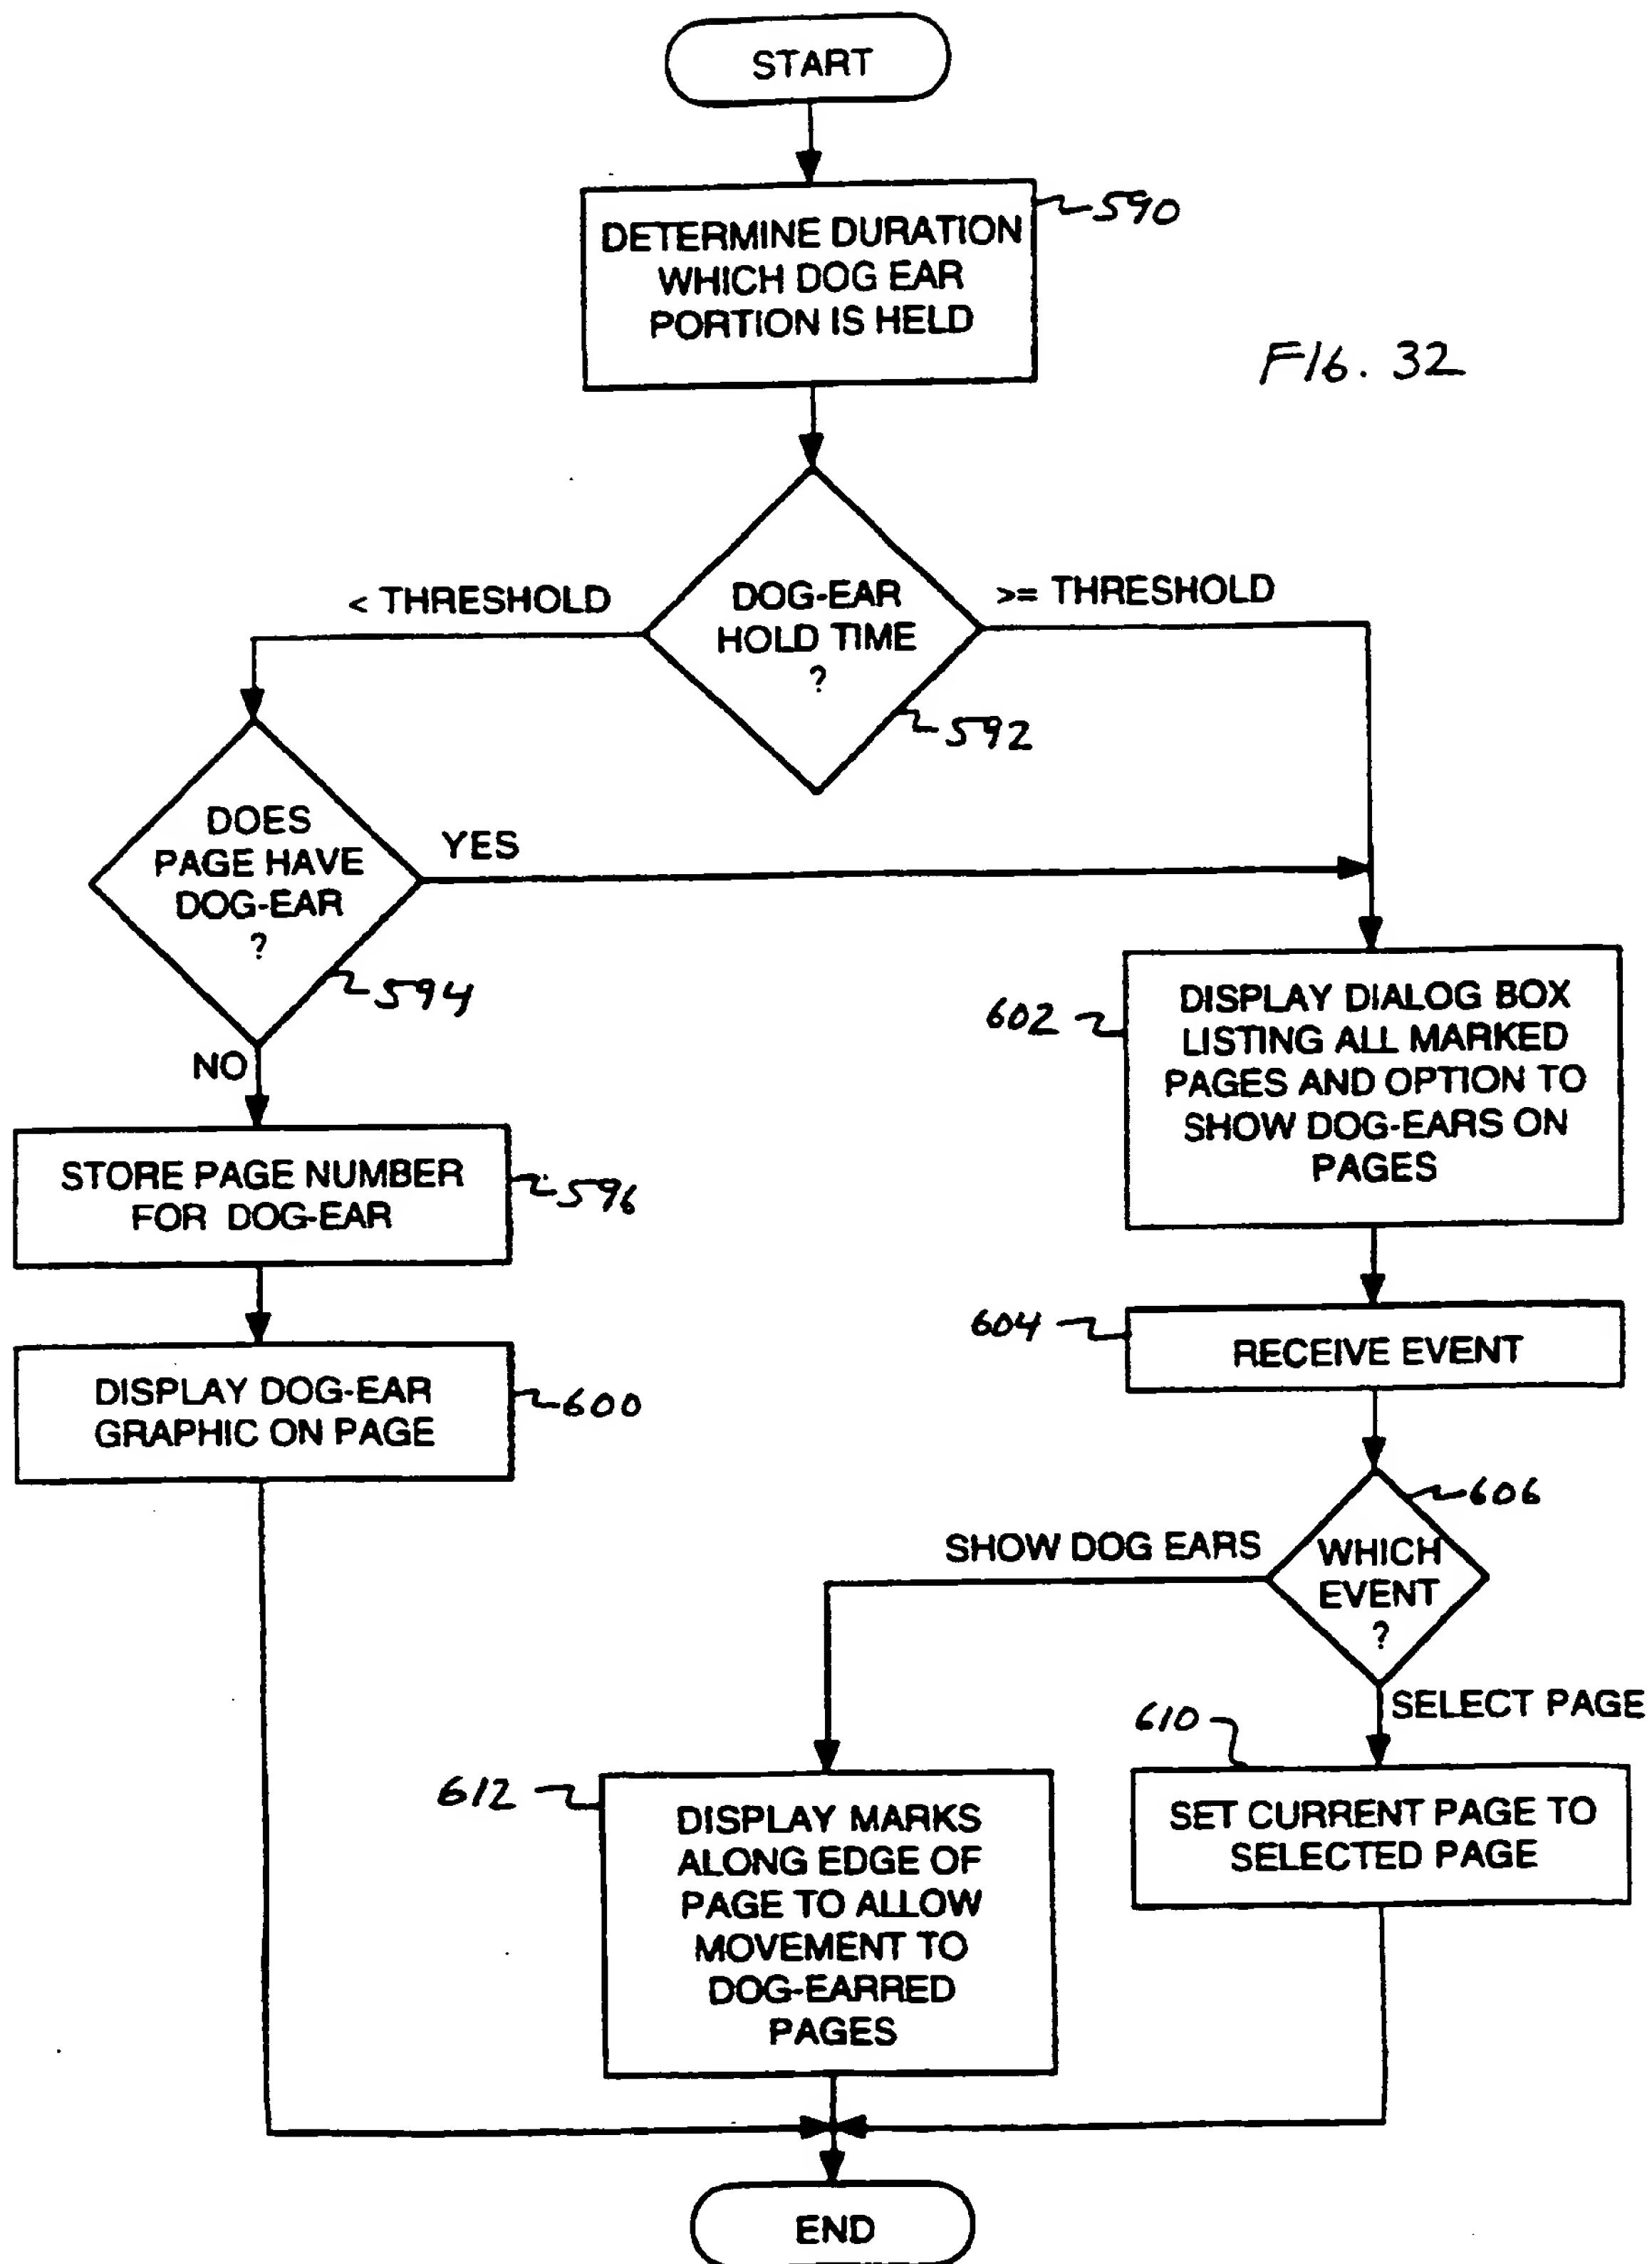 START
DETERMINE DURATION
WHICH DOG EAR
PORTION IS HELD
590
FIG. 32
< THRESHOLD
DOG-EAR
HOLD TIME
?
>= THRESHOLD
592
DOES
PAGE HAVE
DOG-EAR
?
YES
594
NO
602
DISPLAY DIALOG BOX
LISTING ALL MARKED
PAGES AND OPTION TO
SHOW DOG-EARS ON
PAGES
STORE PAGE NUMBER
FOR DOG-EAR
596
604
RECEIVE EVENT
DISPLAY DOG-EAR
GRAPHIC ON PAGE
600
606
SHOW DOG EARS
WHICH
EVENT
?
SELECT PAGE
610
612
DISPLAY MARKS
ALONG EDGE OF
PAGE TO ALLOW
MOVEMENT TO
DOG-EARRED
PAGES
SET CURRENT PAGE TO
SELECTED PAGE
END